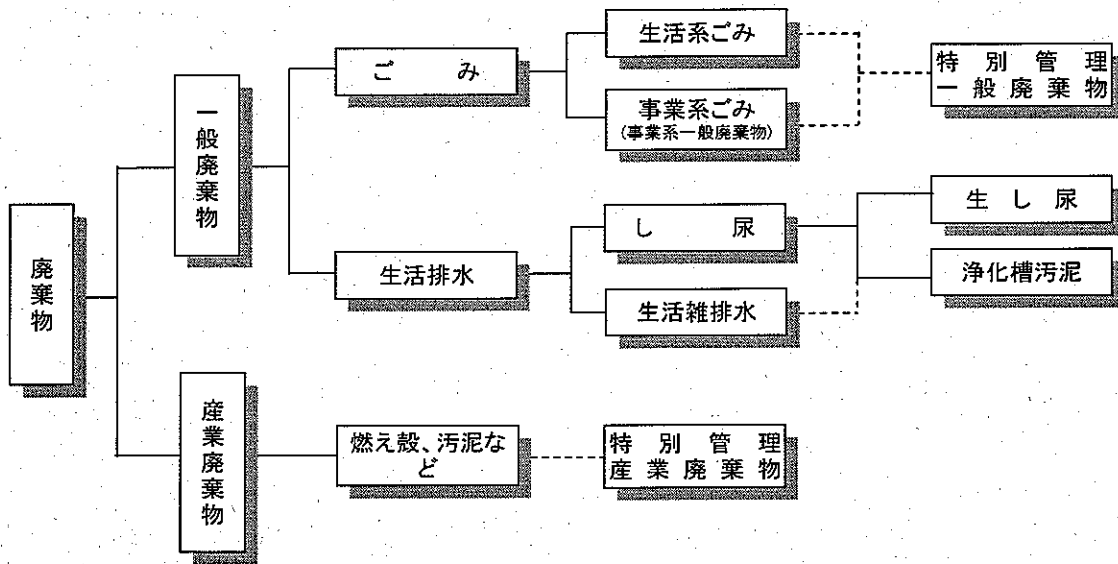 廃棄物
一般廃棄物
産業廃棄物
ごみ
生活排水
燃え殻、汚泥な
ど
生活系ごみ
事業系ごみ
(事業系一般廃棄物)
し尿
生活雑排水
特別管理
産業廃棄物
特別管理
一般廃棄物
生し尿
浄化槽汚泥